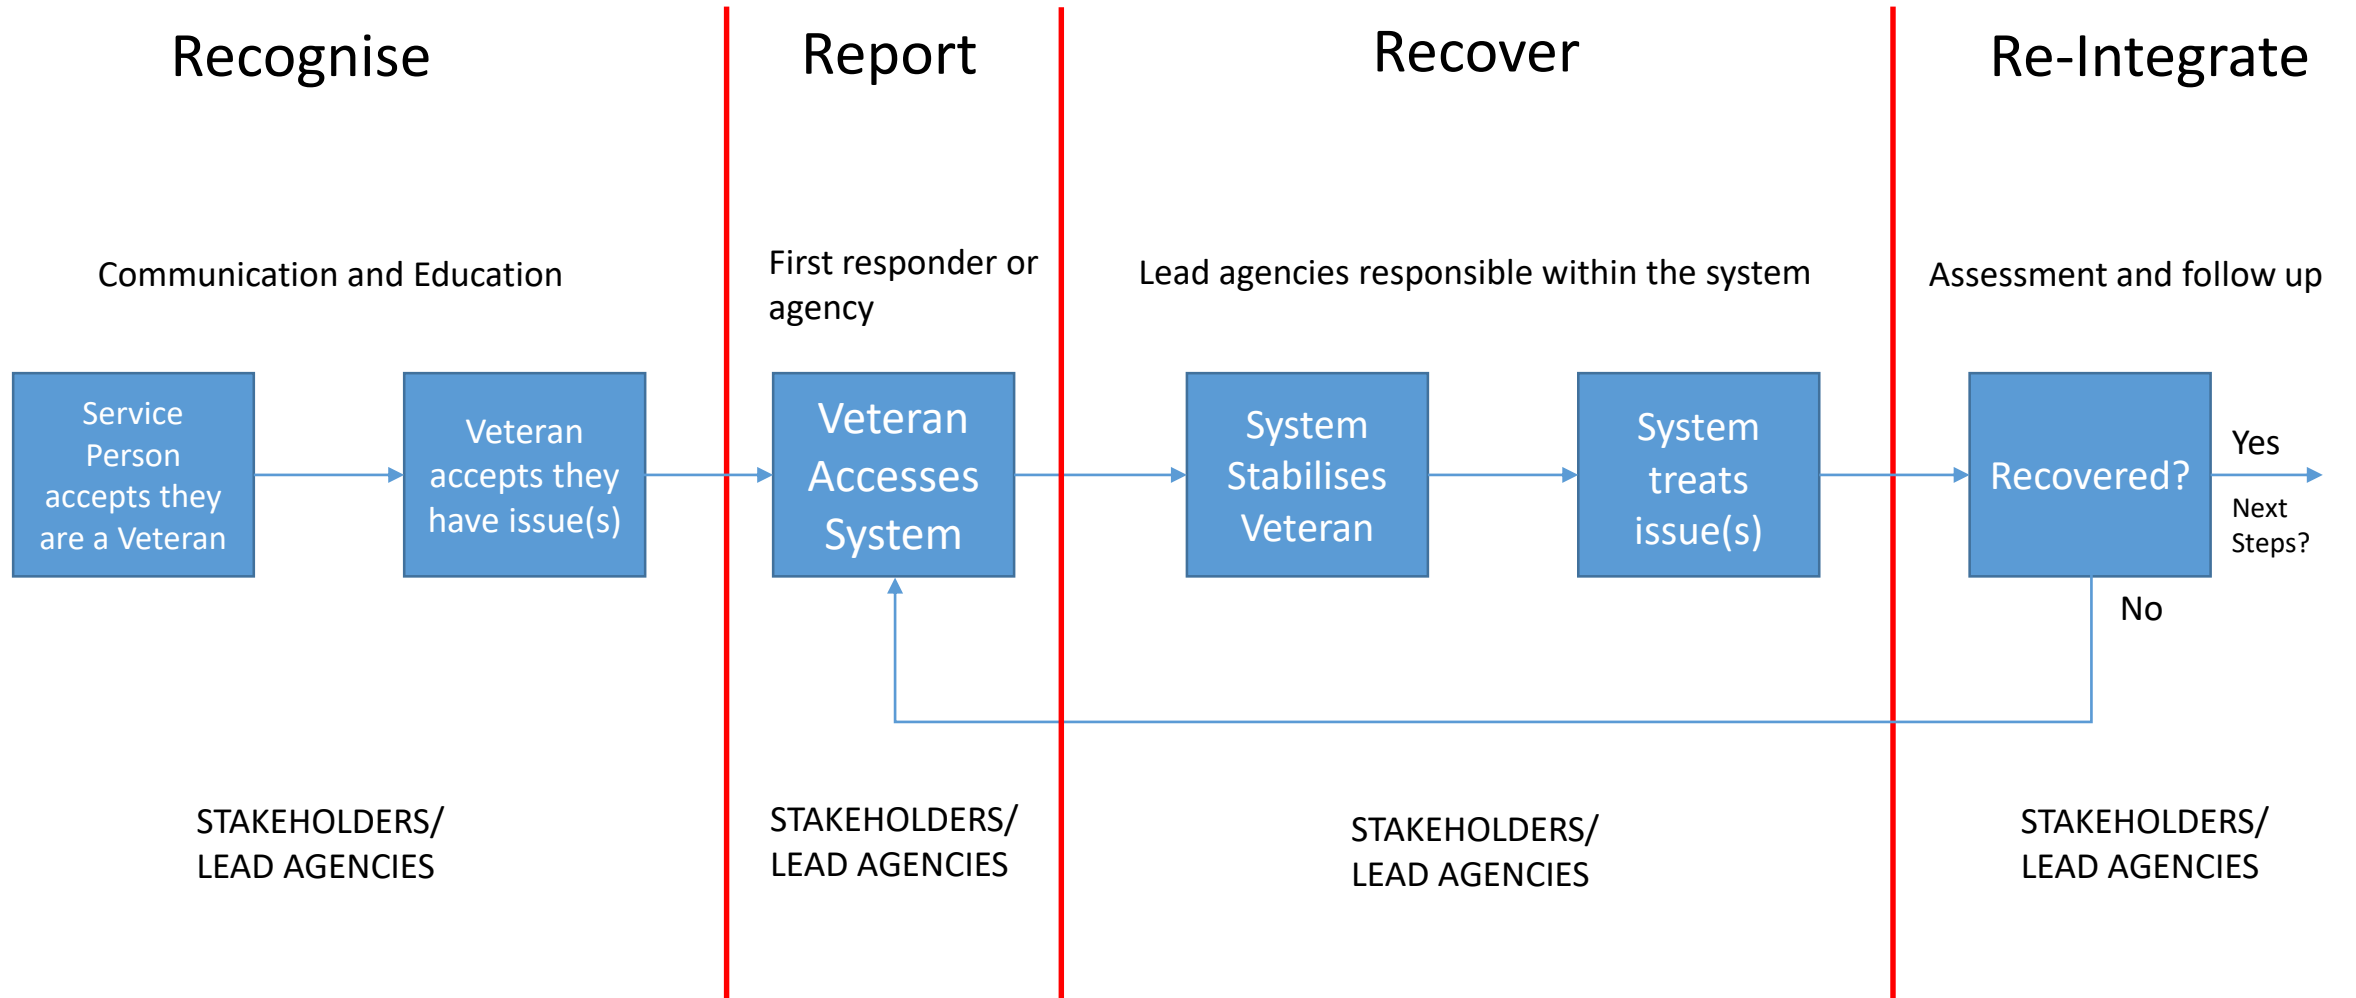 Recognise
Report
Recover
Re-Integrate
Communication and Education
First responder or
agency
Lead agencies responsible within the system
Assessment and follow up
Service
Person
accepts they
are a Veteran
Veteran
accepts they
have issue(s)
Veteran
Accesses
System
System
Stabilises
Veteran
System
treats
issue(s)
Recovered?
Yes
Next
Steps?
No
STAKEHOLDERS/
LEAD AGENCIES
STAKEHOLDERS/
LEAD AGENCIES
STAKEHOLDERS/
LEAD AGENCIES
STAKEHOLDERS/
LEAD AGENCIES